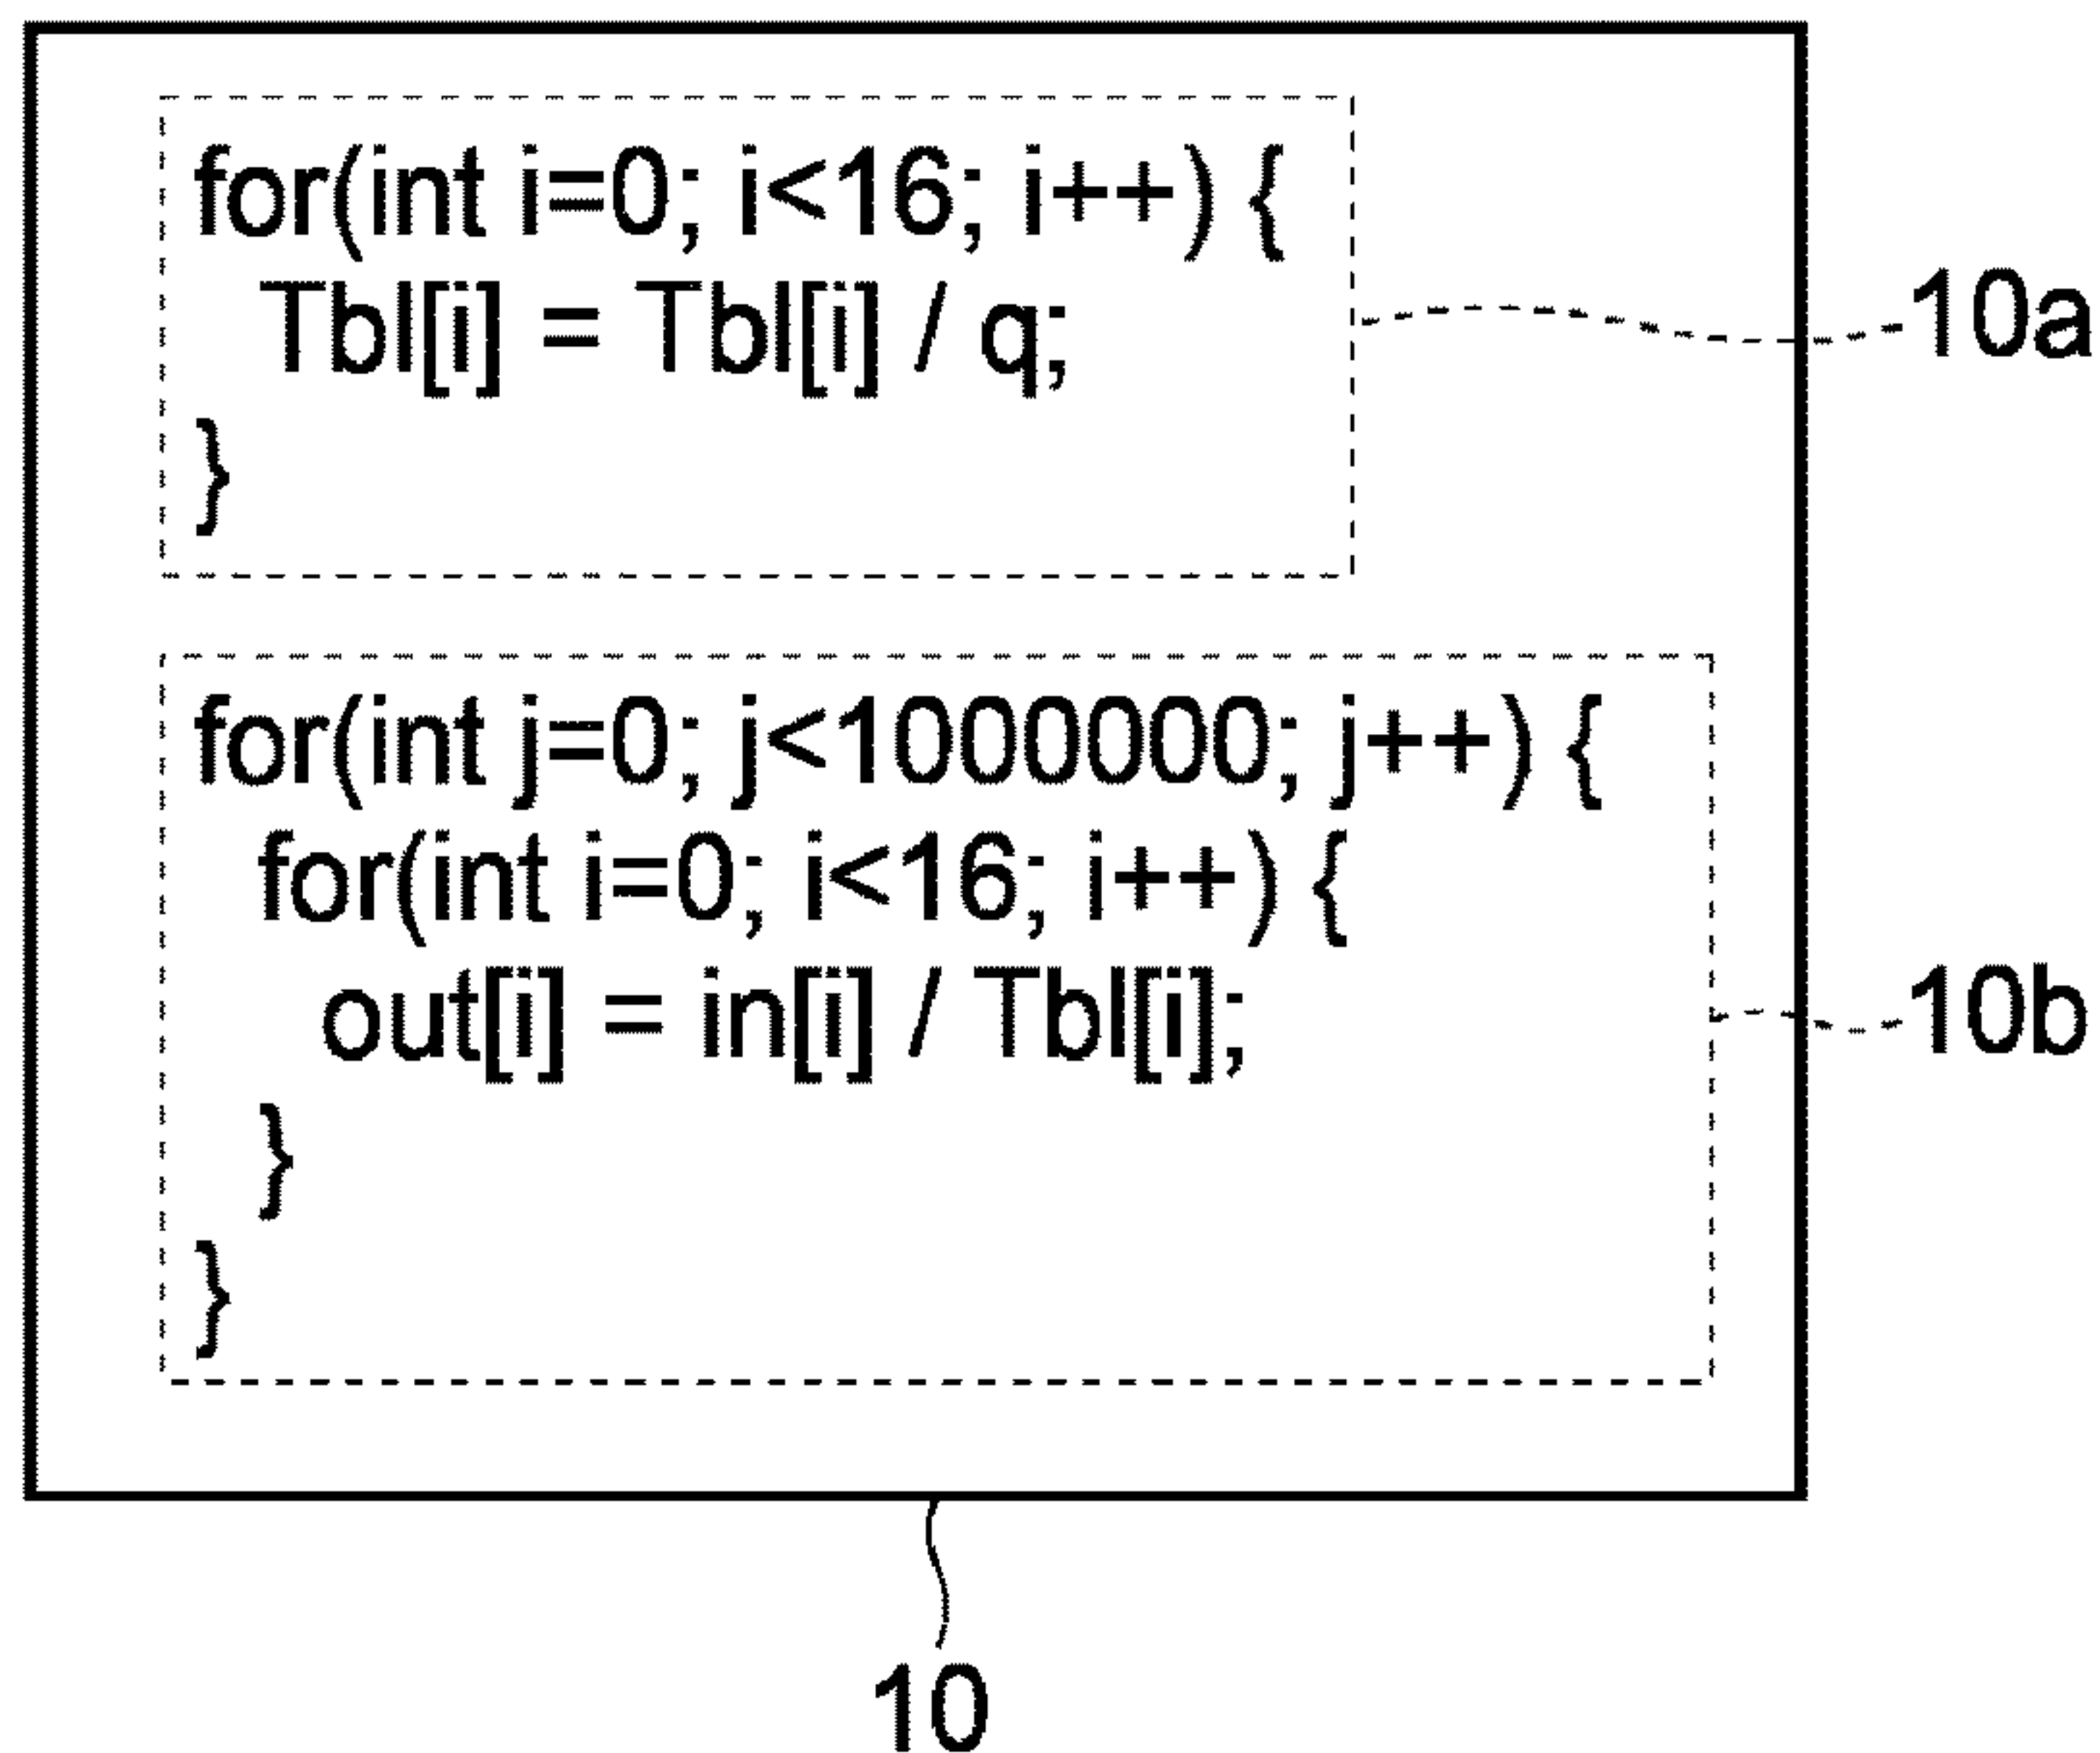 for(int i=0; i<16; i++) {
Tbl[i] = Tbl[i] / q;
}
10a
for(int j=0; j<1000000; j++) {
for(int i=0; i<16; i++) {
out[i] = in[i] / Tbl[i];
}
}
10b
10